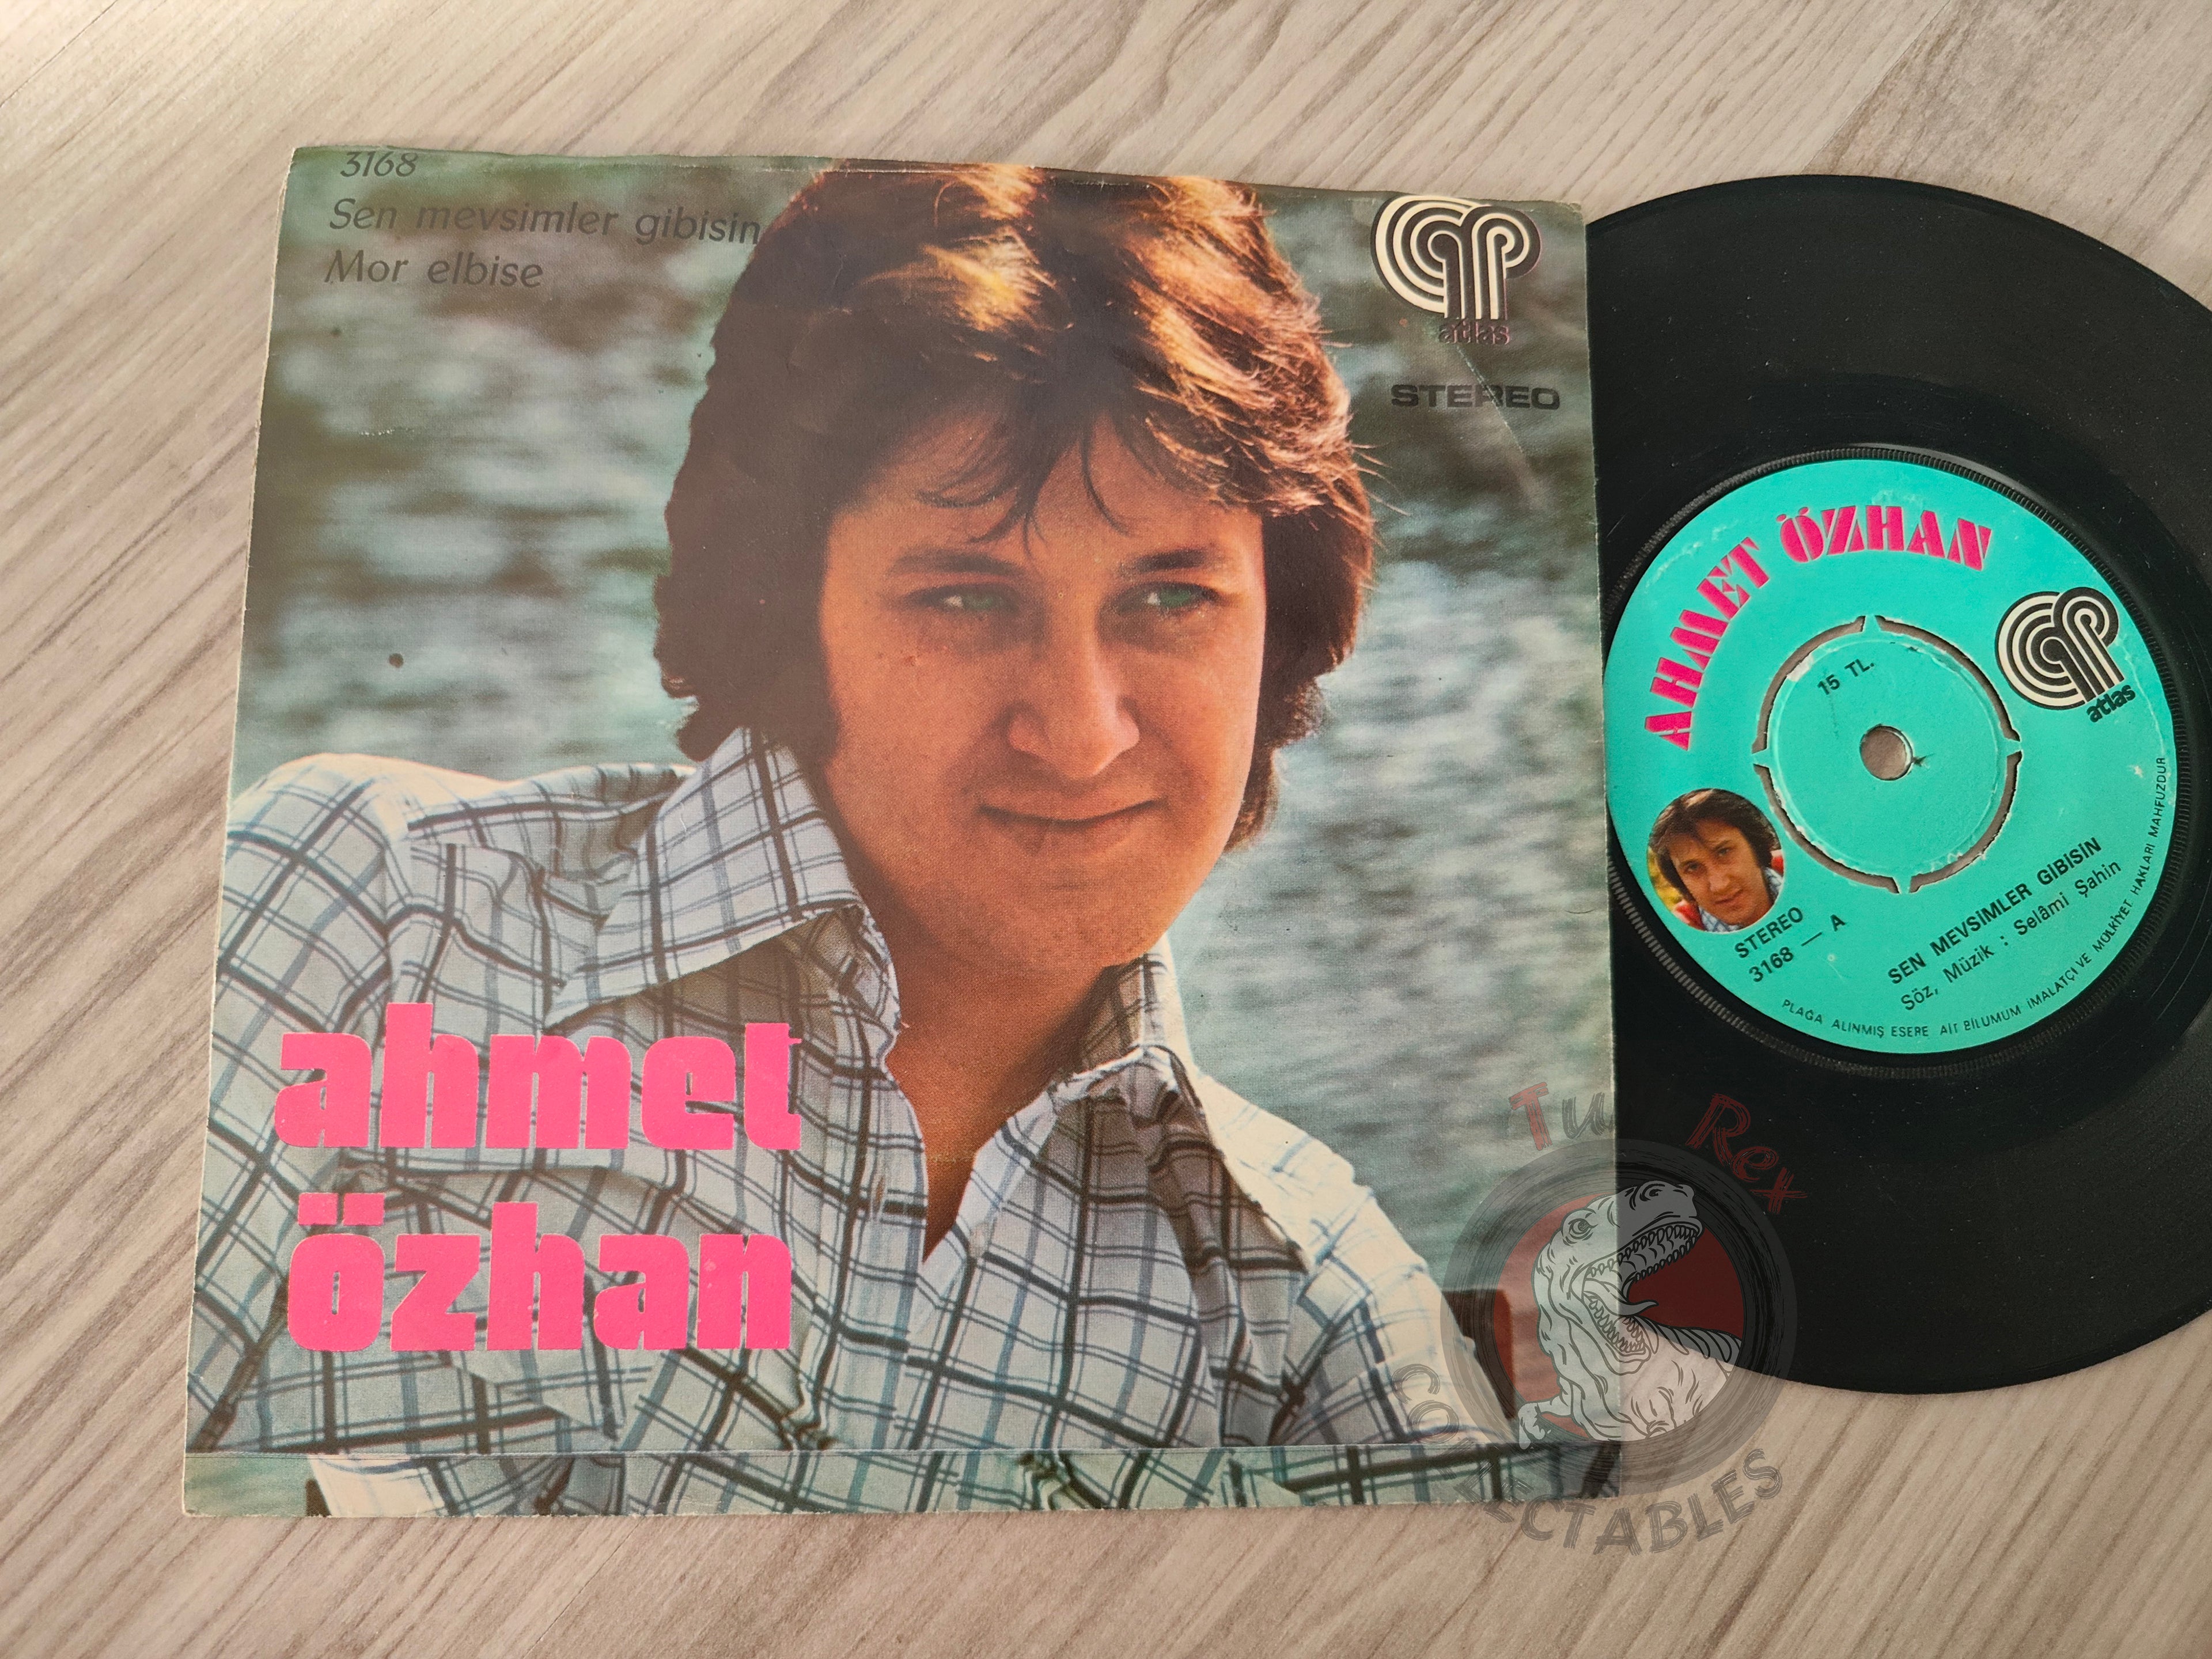 3168
Sen mevsimler gibisin
Mor elbise
atlas
STEREO
ahmet
özhan
AHMET ÖZHAN
atlas
15 TL.
STEREO
3168 — A
SEN MEVSİMLER GİBİSİN
Söz, Müzik : Selâmi Şahin
PLAĞA ALINMIŞ ESERE AİT BİLUMUM İMALATÇI VE MÜLKİYET HAKLARI MAHFUZDUR
Rex
COLLECTABLES